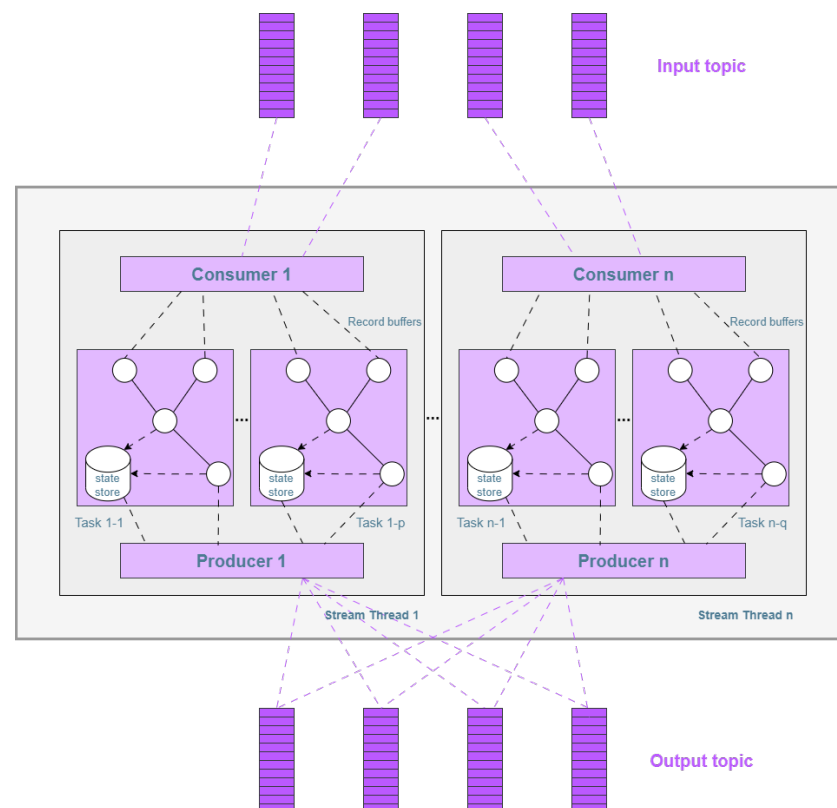 Input topic
Consumer 1
Consumer n
Record buffers
Record buffers
...
...
...
state
store
state
store
state
store
state
store
Task 1-1
Task 1-p
Task n-1
Task n-q
Producer 1
Producer n
Stream Thread 1
Stream Thread n
Output topic